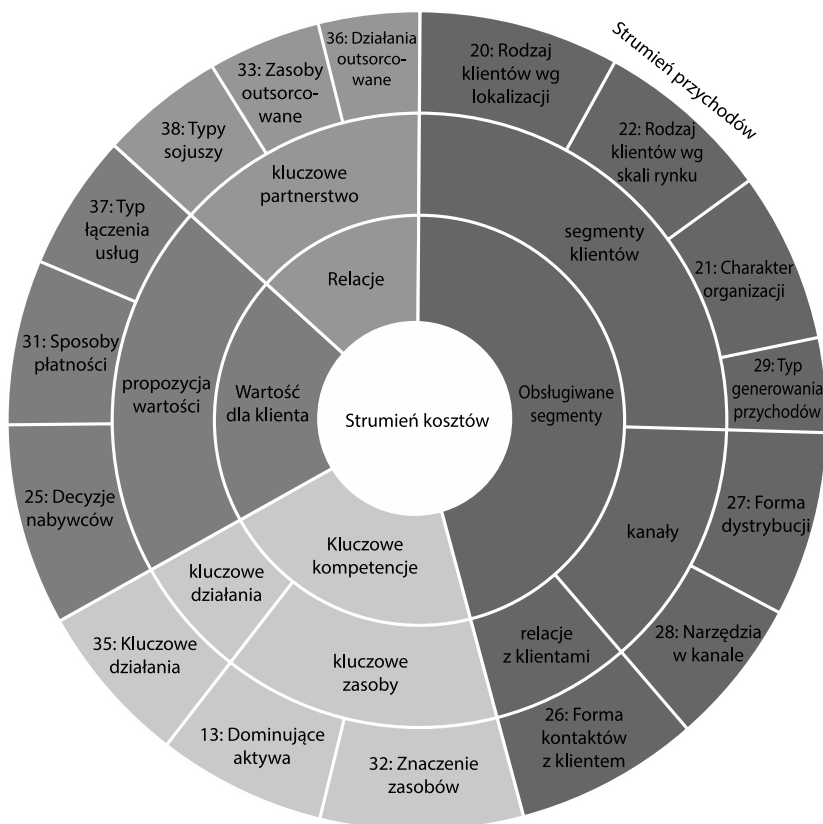 Strumień przychodów
36: Działania
outsorco-
wane
20: Rodzaj
klientów wg
lokalizacji
33: Zasoby
outsorco-
wane
22: Rodzaj
klientów wg
skali rynku
38: Typy
sojuszy
kluczowe
partnerstwo
segmenty
klientów
37: Typ
łączenia
usług
21: Charakter
organizacji
Relacje
31: Sposoby
płatności
propozycja
wartości
Wartość
dla klienta
Strumień kosztów
Obsługiwane
segmenty
29: Typ
generowania
przychodów
25: Decyzje
nabywców
27: Forma
dystrybucji
kanały
Kluczowe
kompetencje
kluczowe
działania
relacje
z klientami
28: Narzędzia
w kanale
35: Kluczowe
działania
kluczowe
zasoby
26: Forma
kontaktów
z klientem
13: Dominujące
aktywa
32: Znaczenie
zasobów